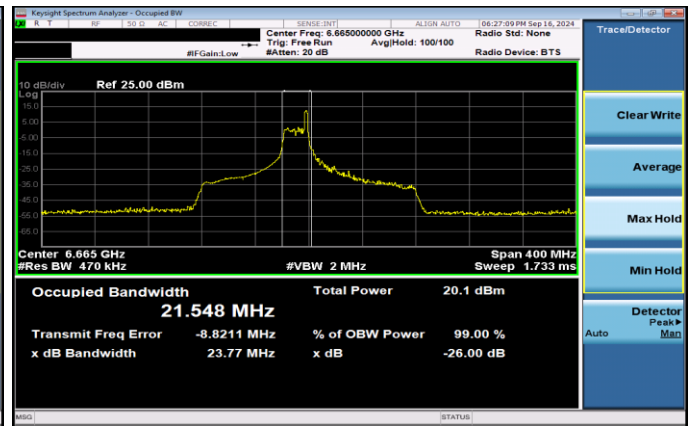 Keysight Spectrum Analyzer - Occupied BW
R T RF 50 Ω AC CORREC SENSE:INT ALIGN AUTO 06:27:09 PM Sep 16, 2024
Center Freq: 6.665000000 GHz Radio Std: None
Trig: Free Run Avg|Hold: 100/100
#IFGain:Low #Atten: 20 dB Radio Device: BTS
10 dB/div Ref 25.00 dBm
Log
15.0
5.00
-5.00
-15.0
-25.0
-35.0
-45.0
-55.0
-65.0
Center 6.665 GHz Span 400 MHz
#Res BW 470 kHz #VBW 2 MHz Sweep 1.733 ms
Occupied Bandwidth Total Power 20.1 dBm
21.548 MHz
Transmit Freq Error -8.8211 MHz % of OBW Power 99.00 %
x dB Bandwidth 23.77 MHz x dB -26.00 dB
MSG STATUS
Trace/Detector
Clear Write
Average
Max Hold
Min Hold
Detector
Peak►
Auto Man